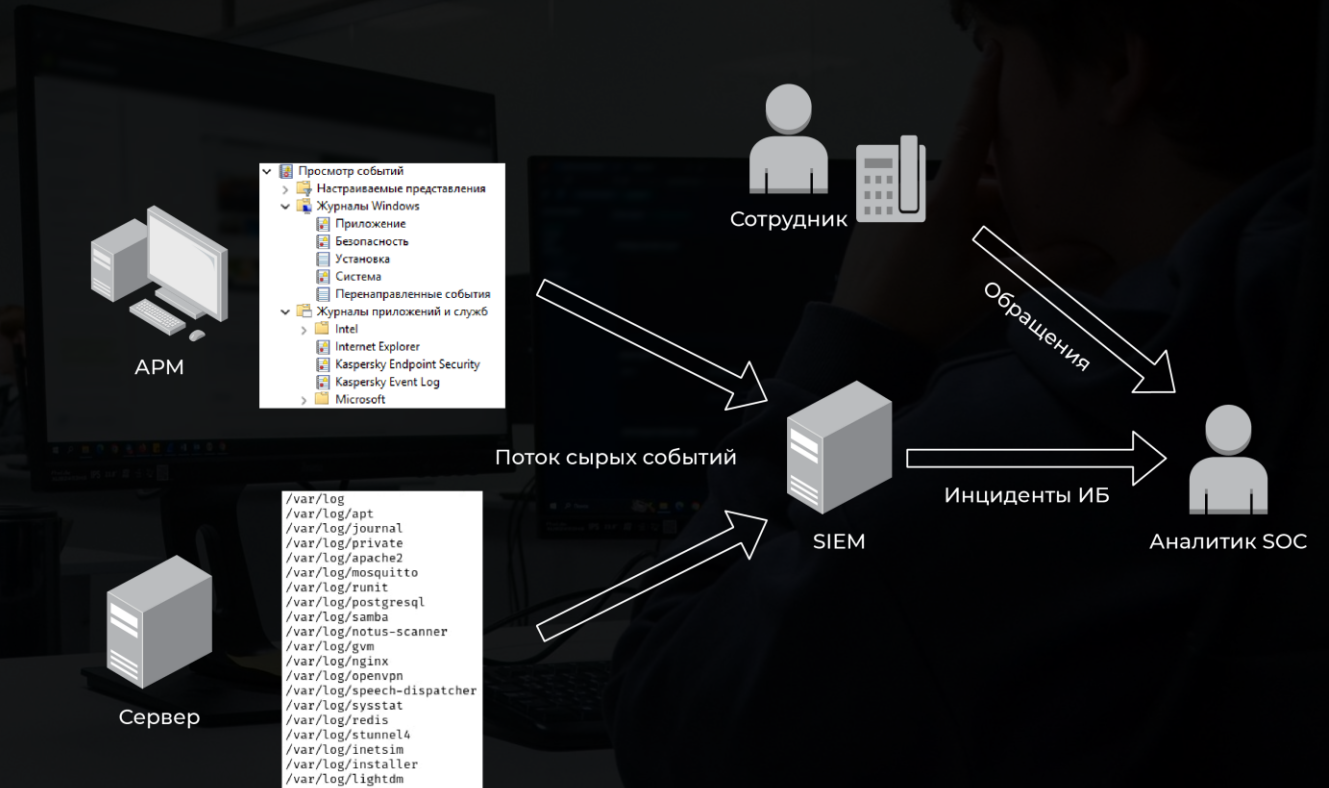 Просмотр событий
Настраиваемые представления
Журналы Windows
Приложение
Безопасность
Установка
Система
Перенаправленные события
Журналы приложений и служб
Intel
Internet Explorer
Kaspersky Endpoint Security
Kaspersky Event Log
Microsoft
АРМ
Сотрудник
Обращения
Поток сырых событий
SIEM
Инциденты ИБ
Аналитик SOC
/var/log
/var/log/apt
/var/log/journal
/var/log/private
/var/log/apache2
/var/log/mosquitto
/var/log/runit
/var/log/postgresql
/var/log/samba
/var/log/notus-scanner
/var/log/gvm
/var/log/nginx
/var/log/openvpn
/var/log/speech-dispatcher
/var/log/sysstat
/var/log/redis
/var/log/stunnel4
/var/log/inetsim
/var/log/installer
/var/log/lightdm
Сервер